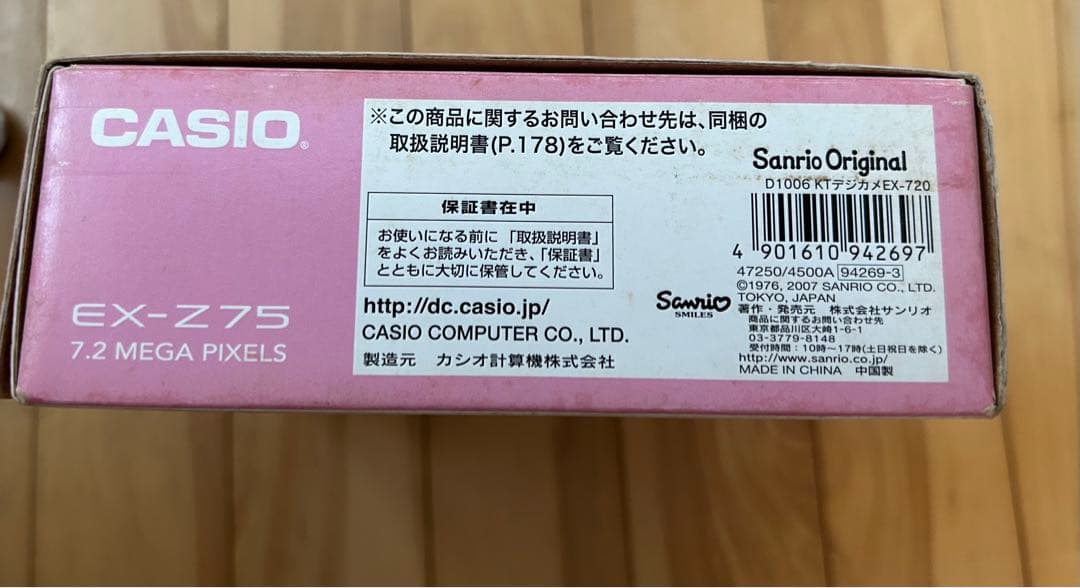 CASIO®
EX-Z75
7.2 MEGA PIXELS
※この商品に関するお問い合わせ先は、同梱の
取扱説明書(P.178)をご覧ください。
保証書在中
お使いになる前に「取扱説明書」
をよくお読みいただき、「保証書」
とともに大切に保管してください。
http://dc.casio.jp/
CASIO COMPUTER CO., LTD.
製造元 カシオ計算機株式会社
Sanrio Original
D1006 KTデジカメEX-720
4 901610 942697
47250/4500A 94269-3
©1976, 2007 SANRIO CO., LTD.
TOKYO, JAPAN
Sanrio
SMILES
著作・発売元 株式会社サンリオ
商品に関するお問い合わせ先
東京都品川区大崎1-6-1
03-3779-8148
受付時間:10時〜17時(土日祝日を除く)
http://www.sanrio.co.jp/
MADE IN CHINA 中国製